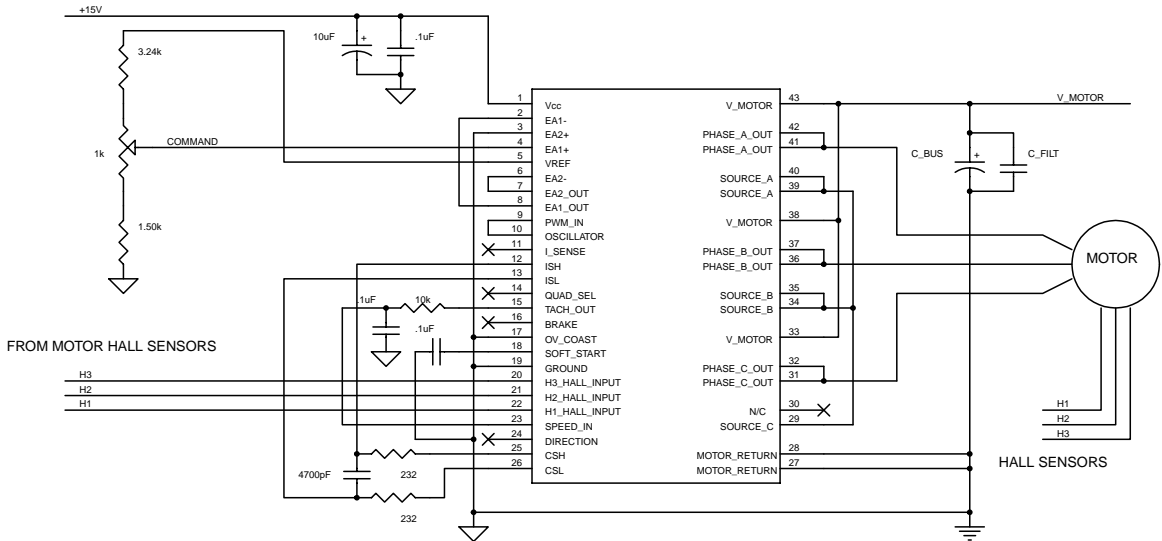 +15V
3.24k
10uF
+
.1uF
1k
COMMAND
1.50k
1
2
3
4
5
6
7
8
9
10
11
12
13
14
15
16
17
18
19
20
21
22
23
24
25
26
Vcc
EA1-
EA2+
EA1+
VREF
EA2-
EA2_OUT
EA1_OUT
PWM_IN
OSCILLATOR
I_SENSE
ISH
ISL
QUAD_SEL
TACH_OUT
BRAKE
OV_COAST
SOFT_START
GROUND
H3_HALL_INPUT
H2_HALL_INPUT
H1_HALL_INPUT
SPEED_IN
DIRECTION
CSH
CSL
V_MOTOR
PHASE_A_OUT
PHASE_A_OUT
SOURCE_A
SOURCE_A
V_MOTOR
PHASE_B_OUT
PHASE_B_OUT
SOURCE_B
SOURCE_B
V_MOTOR
PHASE_C_OUT
PHASE_C_OUT
N/C
SOURCE_C
MOTOR_RETURN
MOTOR_RETURN
43
42
41
40
39
38
37
36
35
34
33
32
31
30
29
28
27
V_MOTOR
C_BUS
+
C_FILT
MOTOR
H1
H2
H3
HALL SENSORS
.1uF
10k
.1uF
FROM MOTOR HALL SENSORS
H3
H2
H1
4700pF
232
232